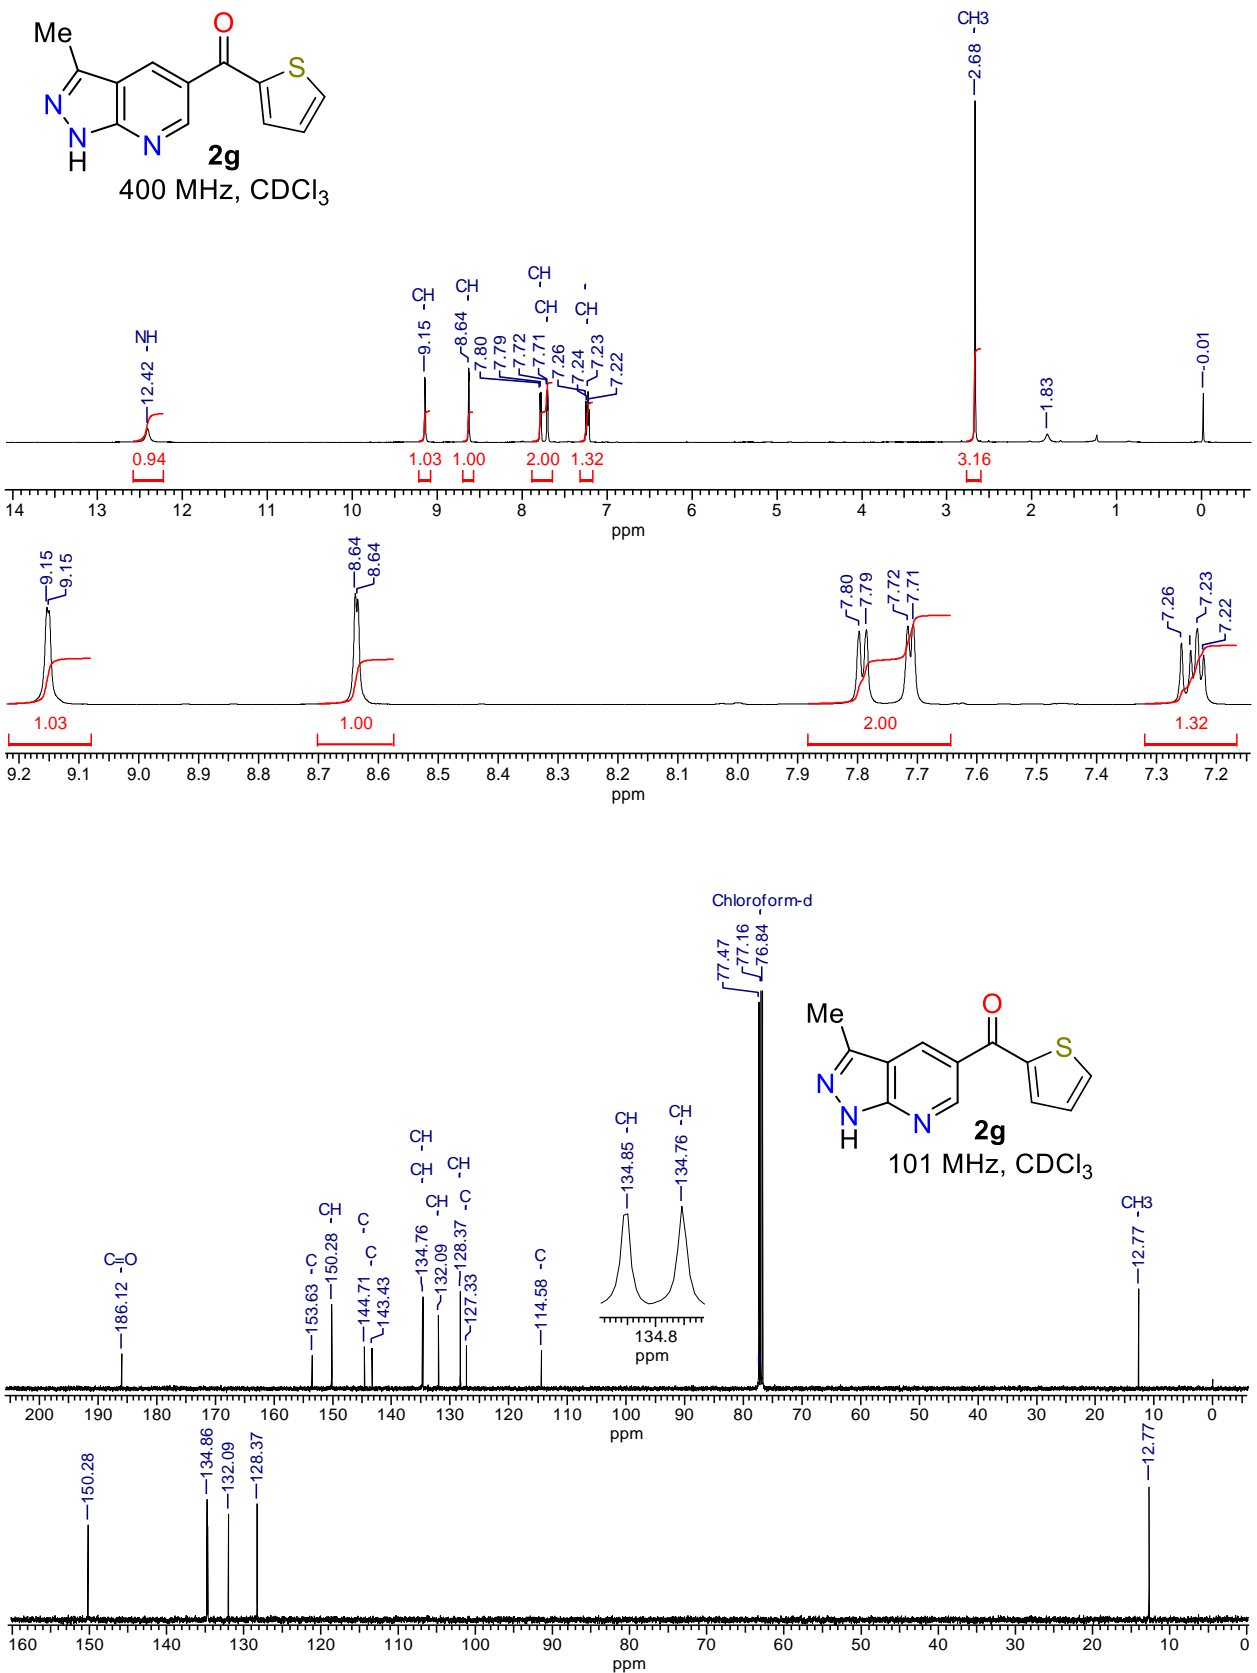 Me
O
S
N
N
H
N
2g
400 MHz, CDCl3
CH3
2.68
NH
12.42
CH
9.15
CH
8.64
CH
CH
CH
7.80
7.79
7.72
7.71
7.26
7.24
7.23
7.22
1.83
-0.01
0.94
1.03
1.00
2.00
1.32
3.16
14 13 12 11 10 9 8 7 6 5 4 3 2 1 0
ppm
9.15
9.15
8.64
8.64
7.80
7.79
7.72
7.71
7.26
7.23
7.22
1.03
1.00
2.00
1.32
9.2 9.1 9.0 8.9 8.8 8.7 8.6 8.5 8.4 8.3 8.2 8.1 8.0 7.9 7.8 7.7 7.6 7.5 7.4 7.3 7.2
ppm
Chloroform-d
77.47
77.16
76.84
Me
O
S
N
N
H
N
2g
101 MHz, CDCl3
C=O
186.12
C
153.63
CH
150.28
C
144.71
C
143.43
CH
CH
134.76
CH
132.09
CH
128.37
C
127.33
C
114.58
CH
134.85
CH
134.76
134.8
ppm
CH3
12.77
200 190 180 170 160 150 140 130 120 110 100 90 80 70 60 50 40 30 20 10 0
ppm
150.28
134.86
132.09
128.37
12.77
160 150 140 130 120 110 100 90 80 70 60 50 40 30 20 10 0
ppm